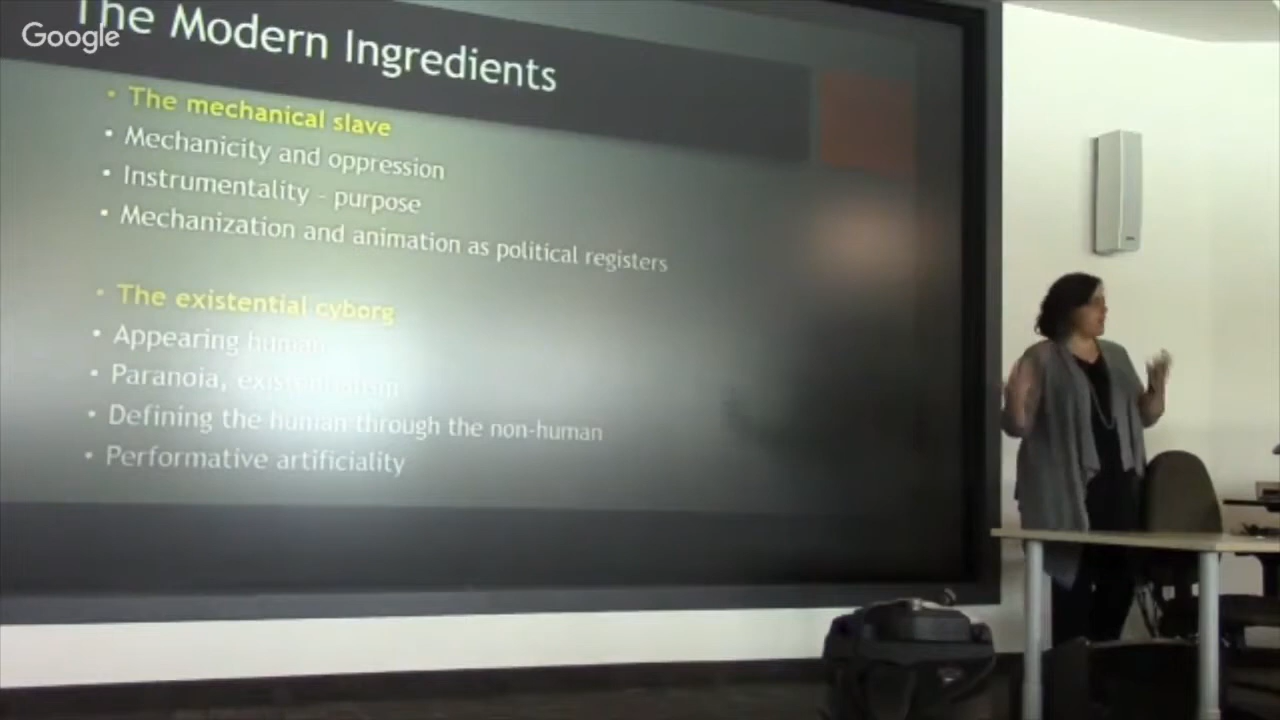 Google
The Modern Ingredients
• The mechanical slave
• Mechanicity and oppression
• Instrumentality - purpose
• Mechanization and animation as political registers
• The existential cyborg
• Appearing human
• Paranoia, existentialism
• Defining the human through the non-human
• Performative artificiality